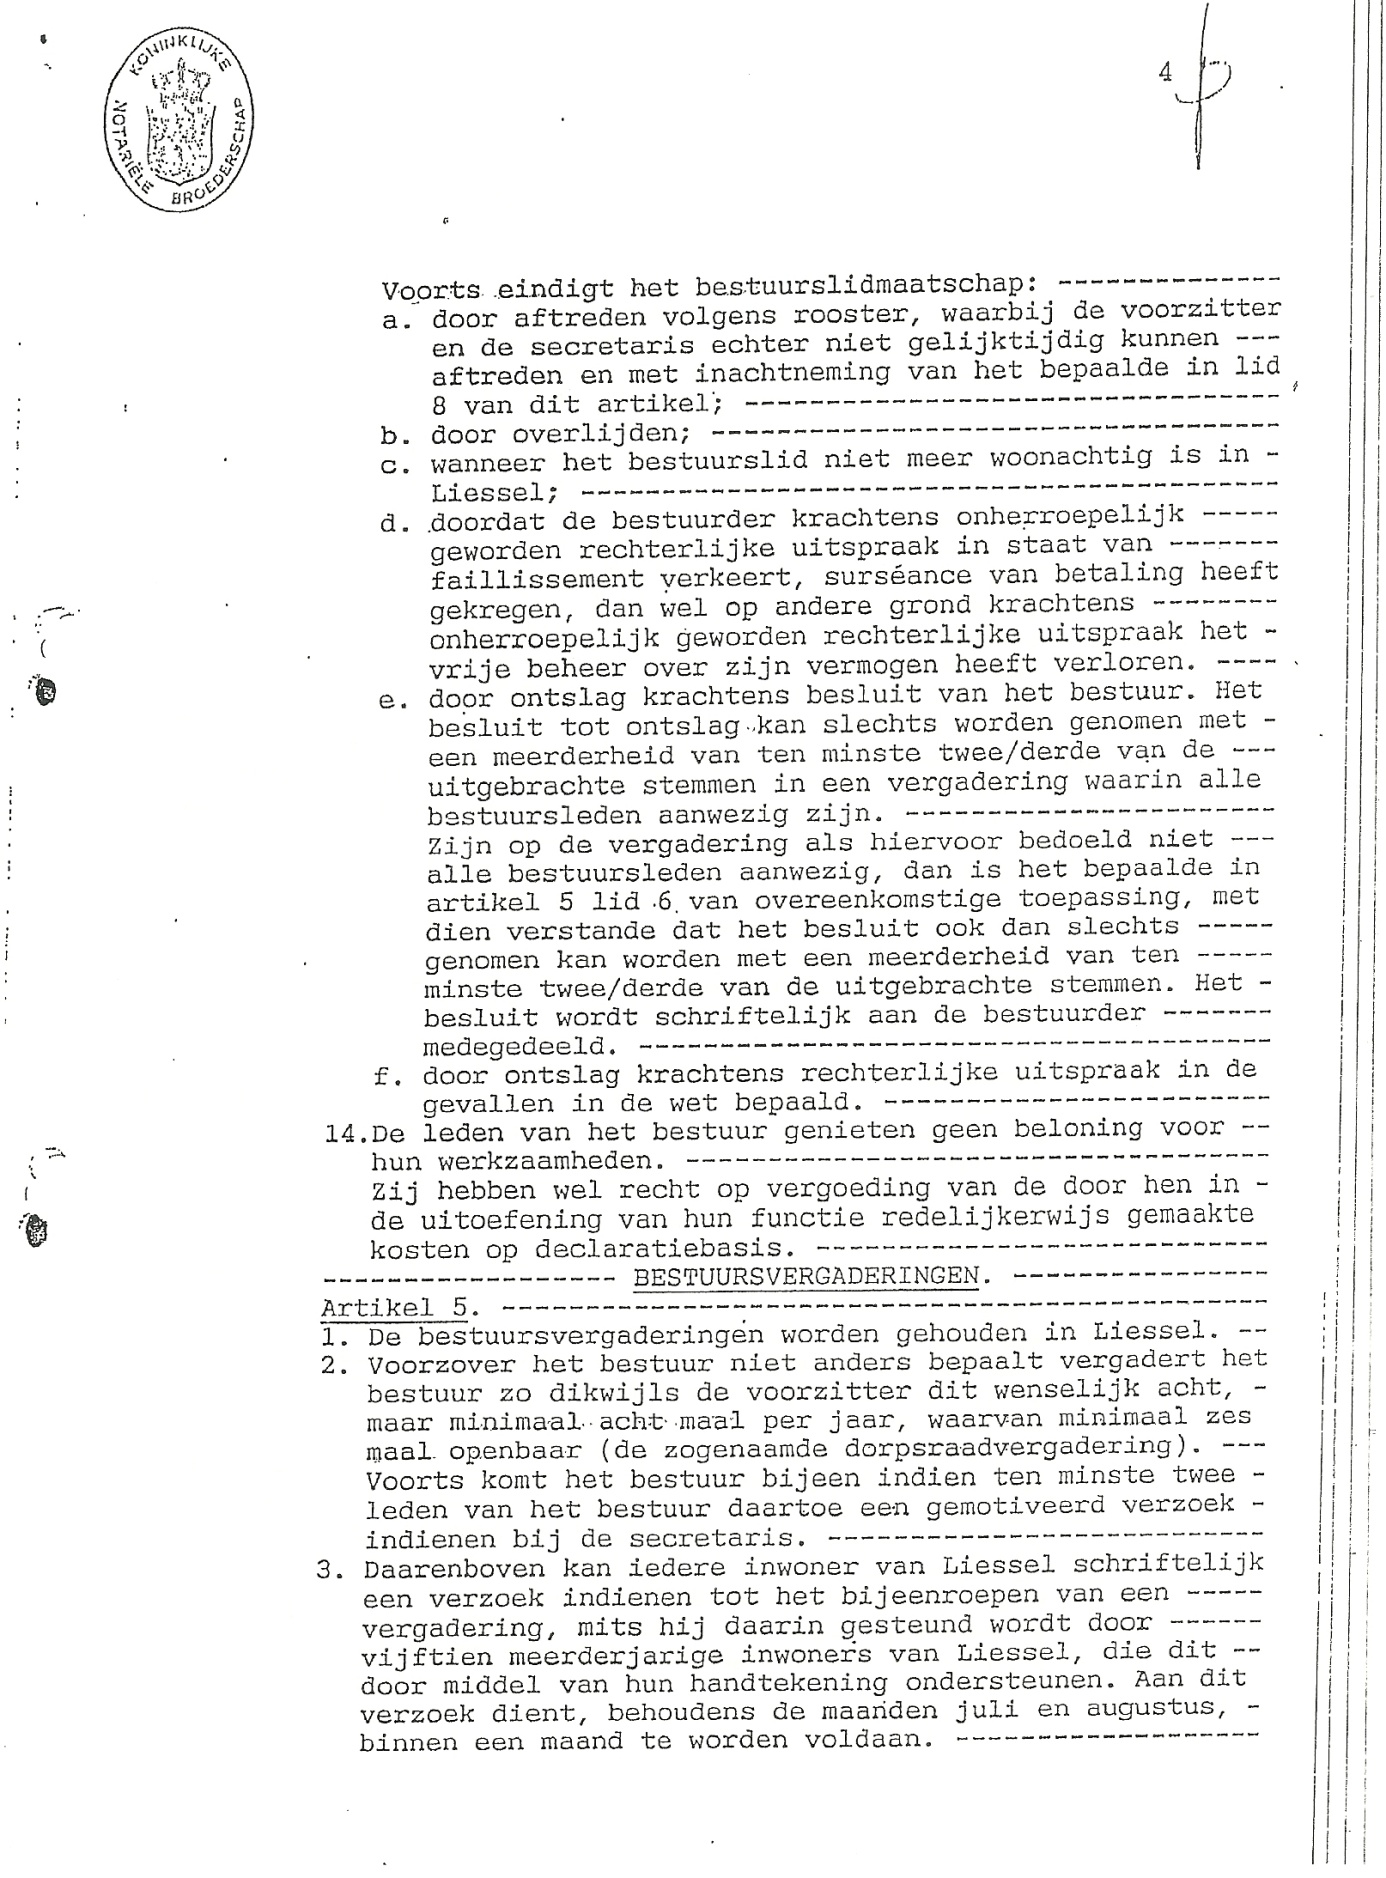 KONINKLIJKE NOTARIËLE BROEDERSCHAP
4
Voorts eindigt het bestuurslidmaatschap: --------------
a. door aftreden volgens rooster, waarbij de voorzitter
en de secretaris echter niet gelijktijdig kunnen ---
aftreden en met inachtneming van het bepaalde in lid
8 van dit artikel; ---------------------------------
b. door overlijden; -----------------------------------
c. wanneer het bestuurslid niet meer woonachtig is in -
Liessel; -------------------------------------------
d. doordat de bestuurder krachtens onherroepelijk -----
geworden rechterlijke uitspraak in staat van -------
faillissement verkeert, surséance van betaling heeft
gekregen, dan wel op andere grond krachtens --------
onherroepelijk geworden rechterlijke uitspraak het -
vrije beheer over zijn vermogen heeft verloren. ----
e. door ontslag krachtens besluit van het bestuur. Het
besluit tot ontslag kan slechts worden genomen met -
een meerderheid van ten minste twee/derde van de ---
uitgebrachte stemmen in een vergadering waarin alle
bestuursleden aanwezig zijn. -----------------------
Zijn op de vergadering als hiervoor bedoeld niet ---
alle bestuursleden aanwezig, dan is het bepaalde in
artikel 5 lid 6 van overeenkomstige toepassing, met
dien verstande dat het besluit ook dan slechts -----
genomen kan worden met een meerderheid van ten -----
minste twee/derde van de uitgebrachte stemmen. Het -
besluit wordt schriftelijk aan de bestuurder -------
medegedeeld. ---------------------------------------
f. door ontslag krachtens rechterlijke uitspraak in de
gevallen in de wet bepaald. ------------------------
14.De leden van het bestuur genieten geen beloning voor --
hun werkzaamheden. ------------------------------------
Zij hebben wel recht op vergoeding van de door hen in -
de uitoefening van hun functie redelijkerwijs gemaakte
kosten op declaratiebasis. ----------------------------
------------------ BESTUURSVERGADERINGEN. ----------------
Artikel 5. -----------------------------------------------
1. De bestuursvergaderingen worden gehouden in Liessel. --
2. Voorzover het bestuur niet anders bepaalt vergadert het
bestuur zo dikwijls de voorzitter dit wenselijk acht, -
maar minimaal acht maal per jaar, waarvan minimaal zes
maal openbaar (de zogenaamde dorpsraadvergadering). ---
Voorts komt het bestuur bijeen indien ten minste twee -
leden van het bestuur daartoe een gemotiveerd verzoek -
indienen bij de secretaris. ---------------------------
3. Daarenboven kan iedere inwoner van Liessel schriftelijk
een verzoek indienen tot het bijeenroepen van een -----
vergadering, mits hij daarin gesteund wordt door ------
vijftien meerderjarige inwoners van Liessel, die dit --
door middel van hun handtekening ondersteunen. Aan dit
verzoek dient, behoudens de maanden juli en augustus, -
binnen een maand te worden voldaan. -------------------